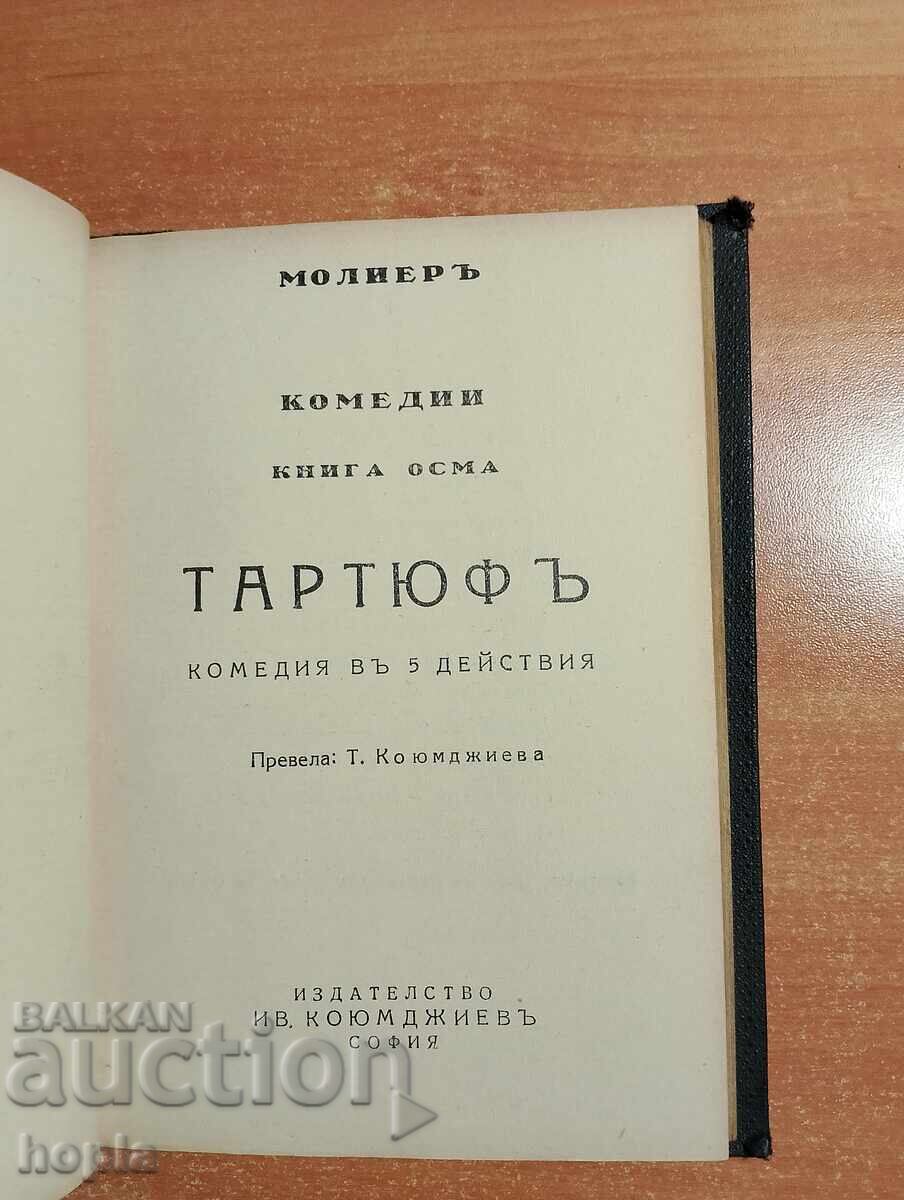 МОЛИЕРЪ
КОМЕДИИ
КНИГА ОСМА
ТАРТЮФЪ
КОМЕДИЯ ВЪ 5 ДЕЙСТВИЯ
Превела: Т. Коюмджиева
ИЗДАТЕЛСТВО
ИВ. КОЮМДЖИЕВЪ
СОФИЯ
BALKAN
auction
hopla